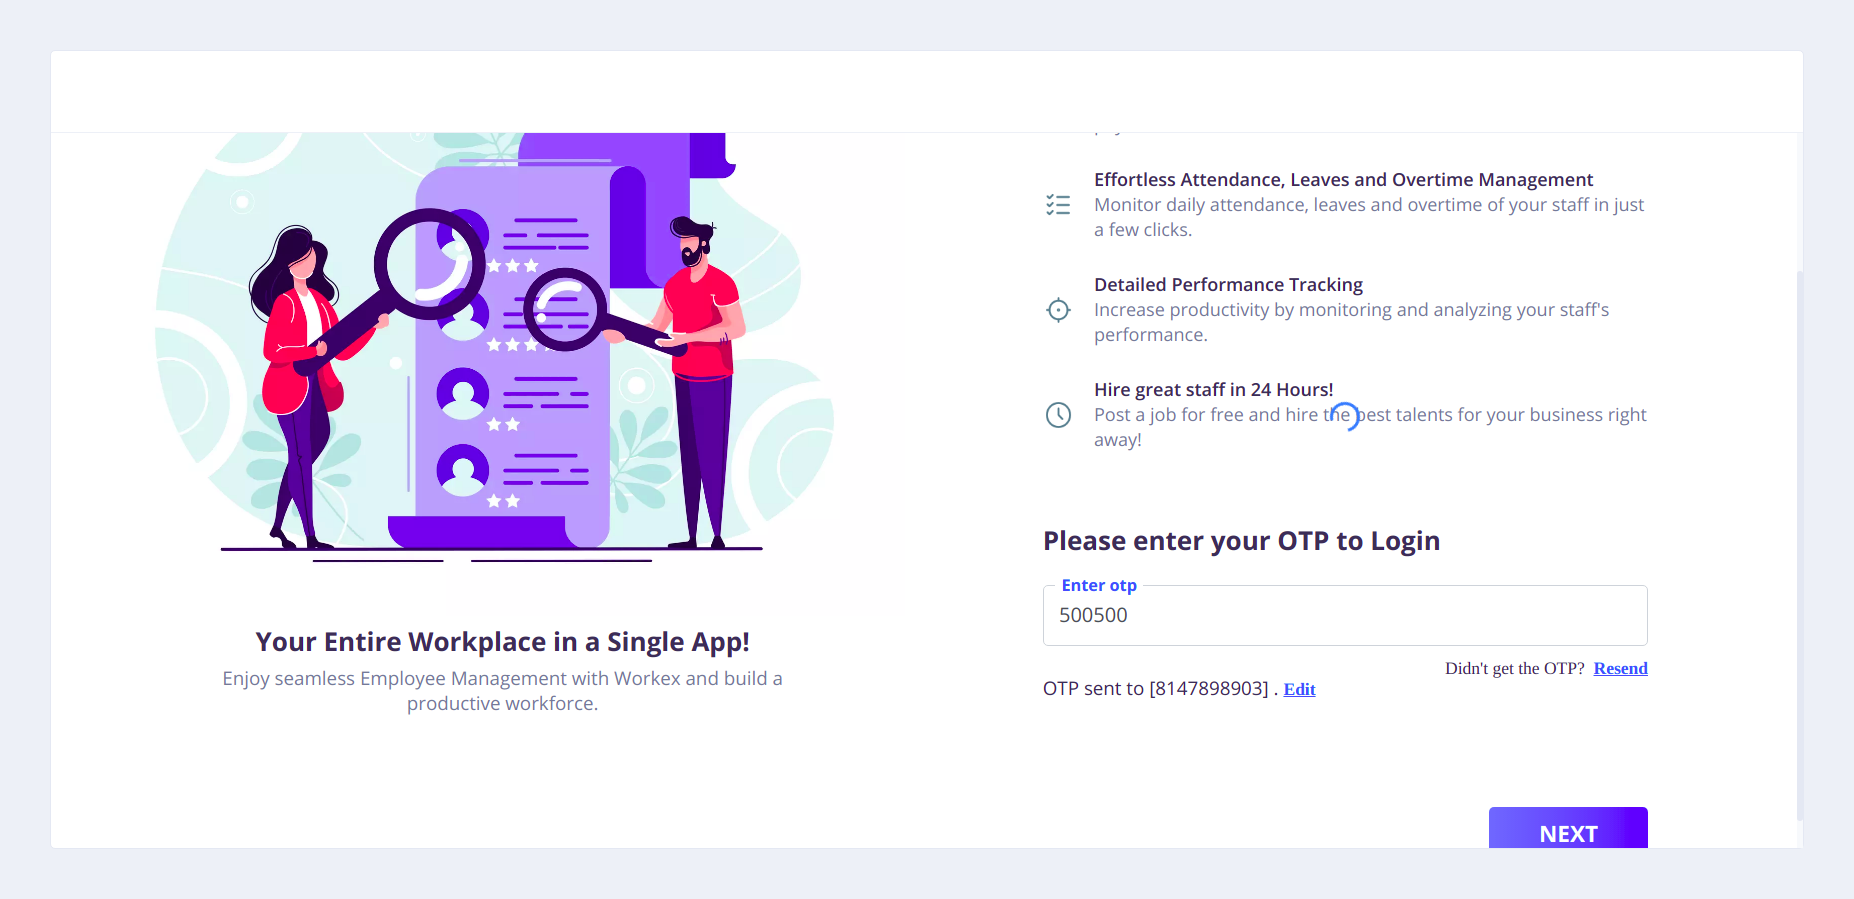 Effortless Attendance, Leaves and Overtime Management
Monitor daily attendance, leaves and overtime of your staff in just
a few clicks.
Detailed Performance Tracking
Increase productivity by monitoring and analyzing your staff's
performance.
Hire great staff in 24 Hours!
Post a job for free and hire the best talents for your business right
away!
Your Entire Workplace in a Single App!
Enjoy seamless Employee Management with Workex and build a
productive workforce.
Please enter your OTP to Login
Enter otp
500500
Didn't get the OTP? Resend
OTP sent to [8147898903] . Edit
NEXT